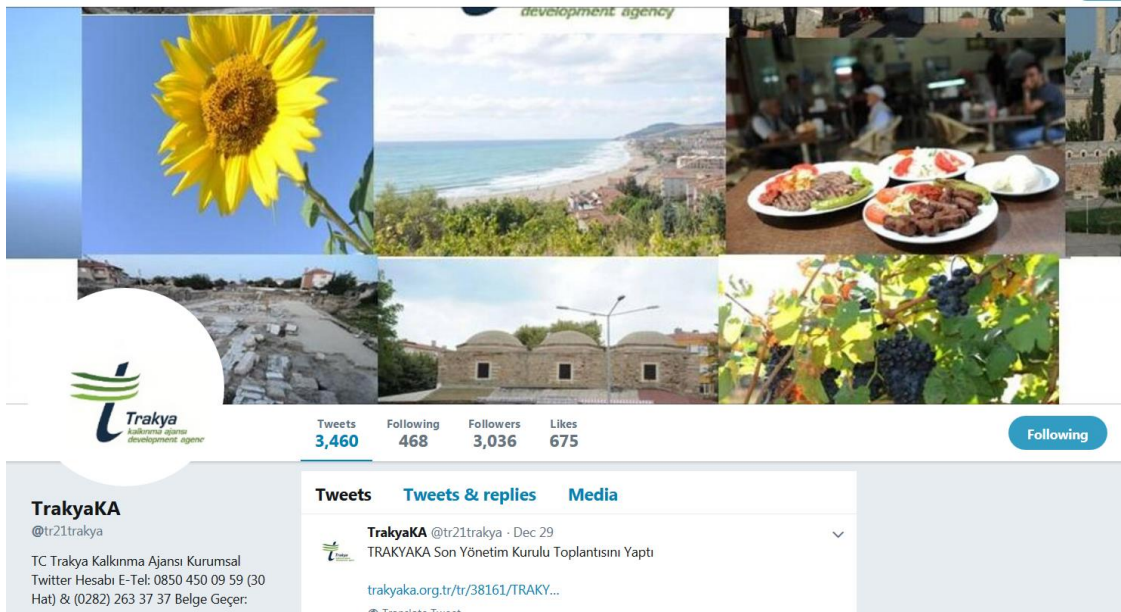 development agency
Trakya
kalkınma ajansı
development agency
Tweets
3,460
Following
468
Followers
3,036
Likes
675
Following
TrakyaKA
@tr21trakya
TC Trakya Kalkınma Ajansı Kurumsal
Twitter Hesabı E-Tel: 0850 450 09 59 (30
Hat) & (0282) 263 37 37 Belge Geçer:
Tweets Tweets & replies Media
TrakyaKA @tr21trakya · Dec 29
TRAKYAKA Son Yönetim Kurulu Toplantısını Yaptı
trakyaka.org.tr/tr/38161/TRAKY...
Translate Tweet